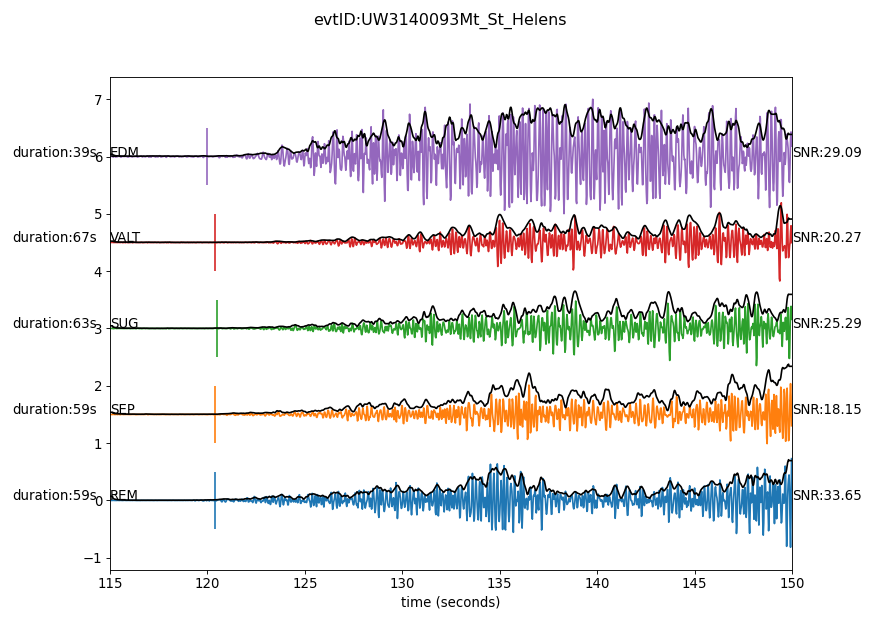 evtID:UW3140093Mt_St_Helens
7
duration:39s EDM SNR:29.09
6
5
duration:67s VALT SNR:20.27
4
duration:63s SUG SNR:25.29
3
2
duration:59s SEP SNR:18.15
1
duration:59s REM SNR:33.65
0
−1
115 120 125 130 135 140 145 150
time (seconds)